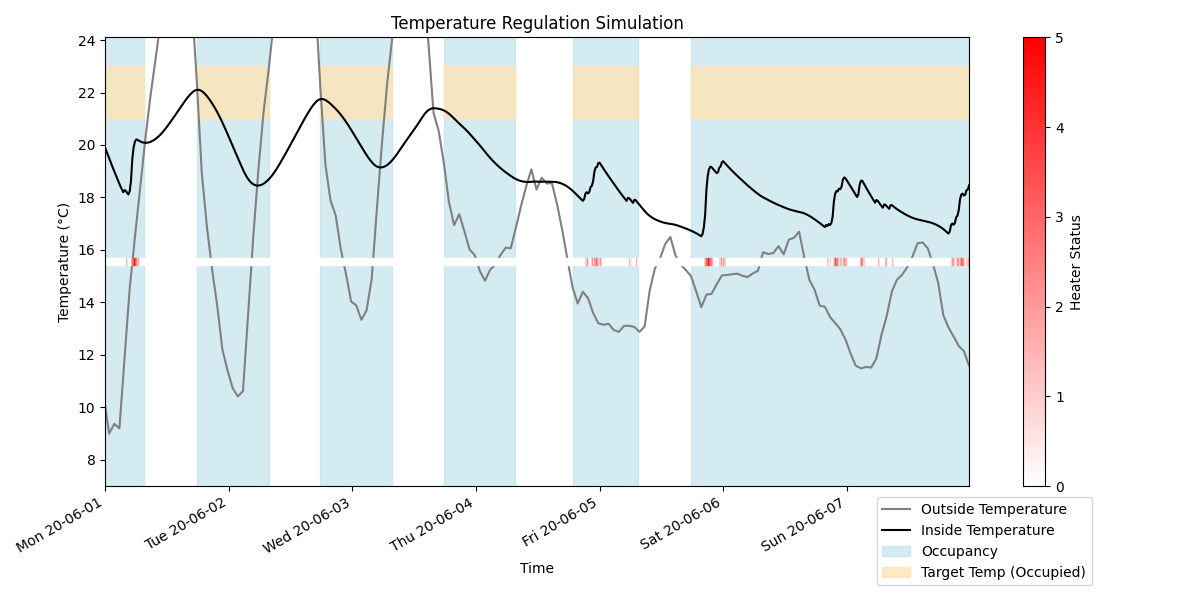 Temperature Regulation Simulation
24
22
20
18
16
14
12
10
8
Temperature (°C)
Mon 20-06-01
Tue 20-06-02
Wed 20-06-03
Thu 20-06-04
Fri 20-06-05
Sat 20-06-06
Sun 20-06-07
Time
5
4
3
2
1
0
Heater Status
Outside Temperature
Inside Temperature
Occupancy
Target Temp (Occupied)